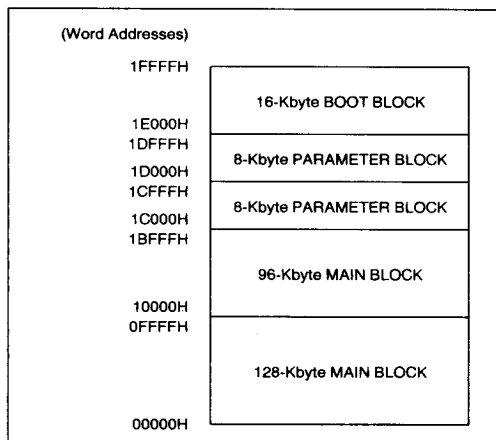 (Word Addresses)
1FFFFH
16-Kbyte BOOT BLOCK
1E000H
1DFFFH
8-Kbyte PARAMETER BLOCK
1D000H
1CFFFH
8-Kbyte PARAMETER BLOCK
1C000H
1BFFFH
96-Kbyte MAIN BLOCK
10000H
0FFFFH
128-Kbyte MAIN BLOCK
00000H